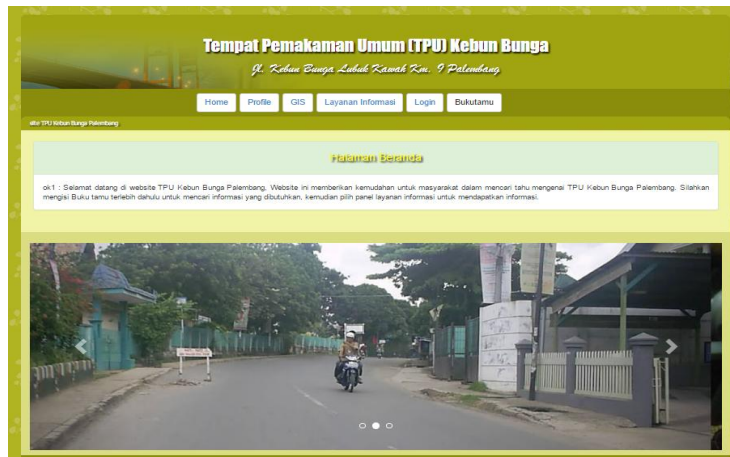 Tempat Pemakaman Umum (TPU) Kebun Bunga
Jl. Kebun Bunga Lubuk Kawah Km. 9 Palembang
Home Profile GIS Layanan Informasi Login Bukutamu
site TPU Kebun Bunga Palembang
Halaman Beranda
ok1 : Selamat datang di website TPU Kebun Bunga Palembang, Website ini memberikan kemudahan untuk masyarakat dalam mencari tahu mengenai TPU Kebun Bunga Palembang. Silahkan
mengisi Buku tamu terlebih dahulu untuk mencari informasi yang dibutuhkan, kemudian pilih panel layanan informasi untuk mendapatkan informasi.